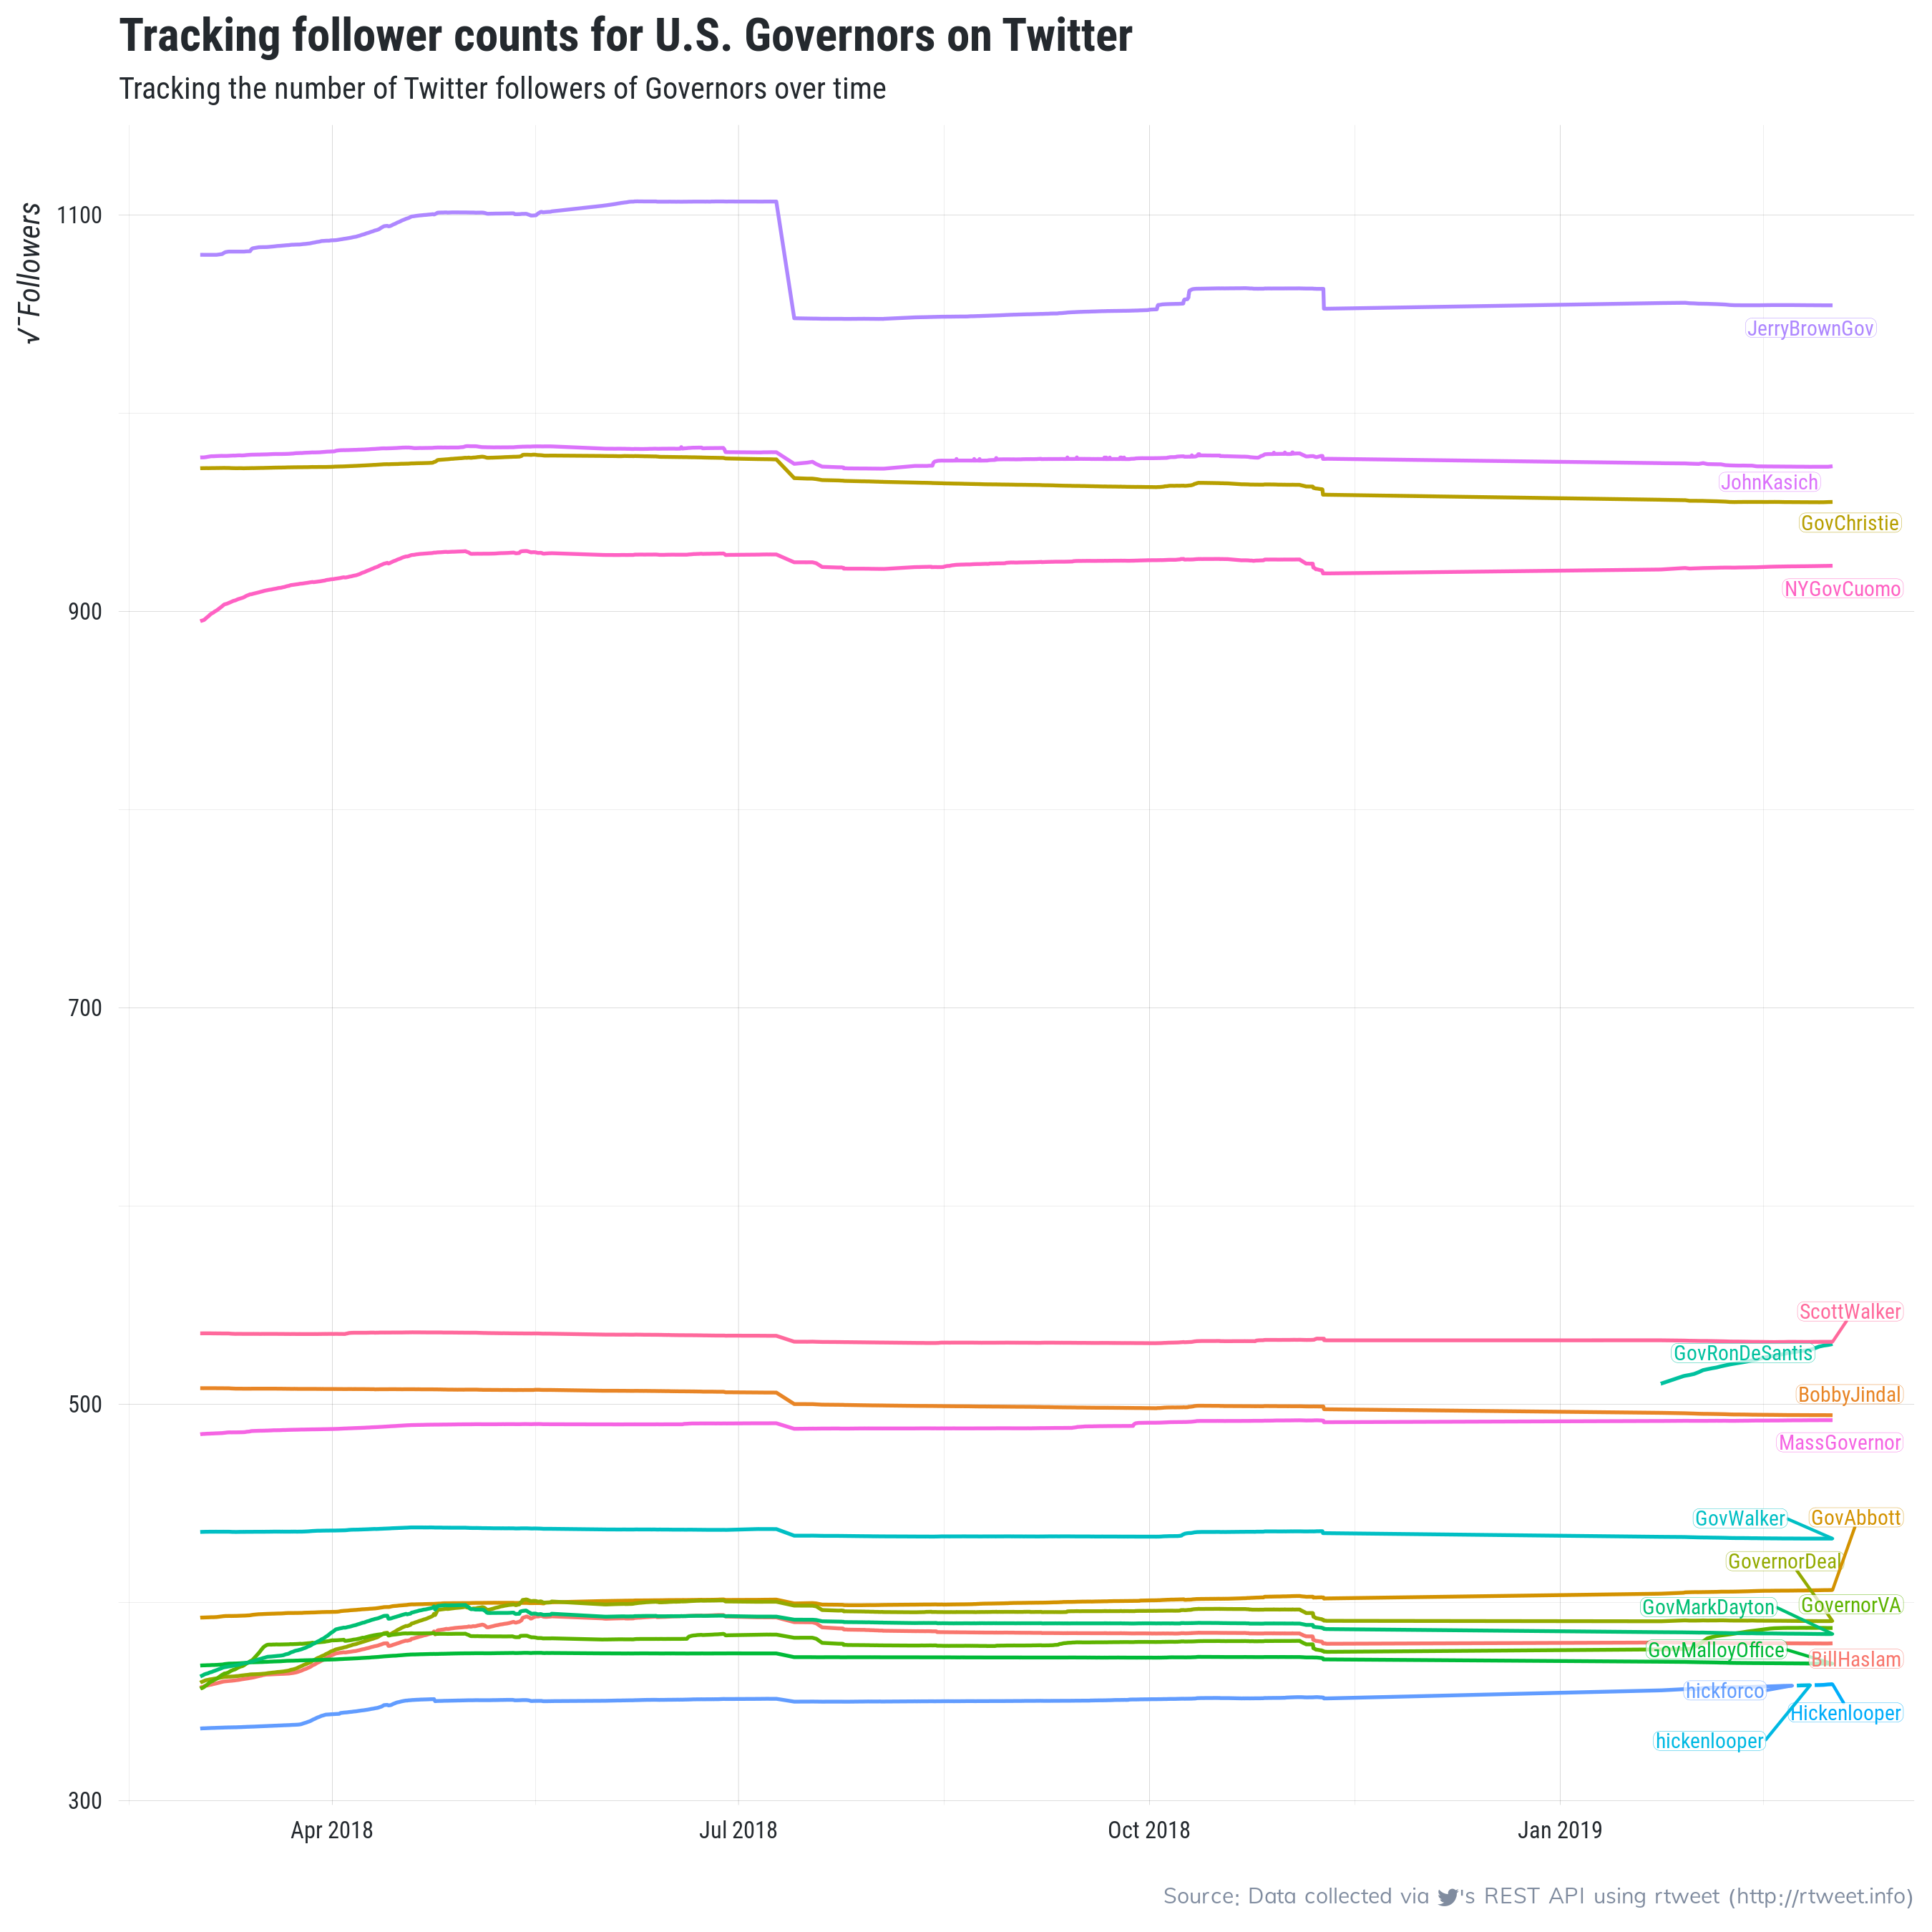 Tracking follower counts for U.S. Governors on Twitter
Tracking the number of Twitter followers of Governors over time
√‾Followers
1100
900
700
500
300
JerryBrownGov
JohnKasich
GovChristie
NYGovCuomo
ScottWalker
GovRonDeSantis
BobbyJindal
MassGovernor
GovWalker
GovAbbott
GovernorDeal
GovernorVA
GovMarkDayton
GovMalloyOffice
BillHaslam
hickforco
Hickenlooper
hickenlooper
Apr 2018
Jul 2018
Oct 2018
Jan 2019
Source: Data collected via 's REST API using rtweet (http://rtweet.info)